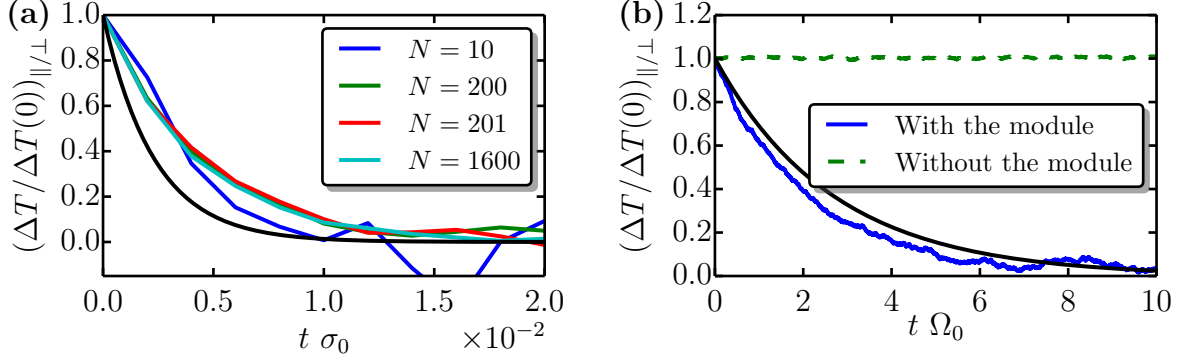 (a)
(ΔT/ΔT(0))∥/⊥
1.0
0.8
0.6
0.4
0.2
0.0
0.0 0.5 1.0 1.5 2.0
t σ₀ ×10⁻²
N = 10
N = 200
N = 201
N = 1600
(b)
(ΔT/ΔT(0))∥/⊥
1.2
1.0
0.8
0.6
0.4
0.2
0.0
0 2 4 6 8 10
t Ω₀
With the module
Without the module